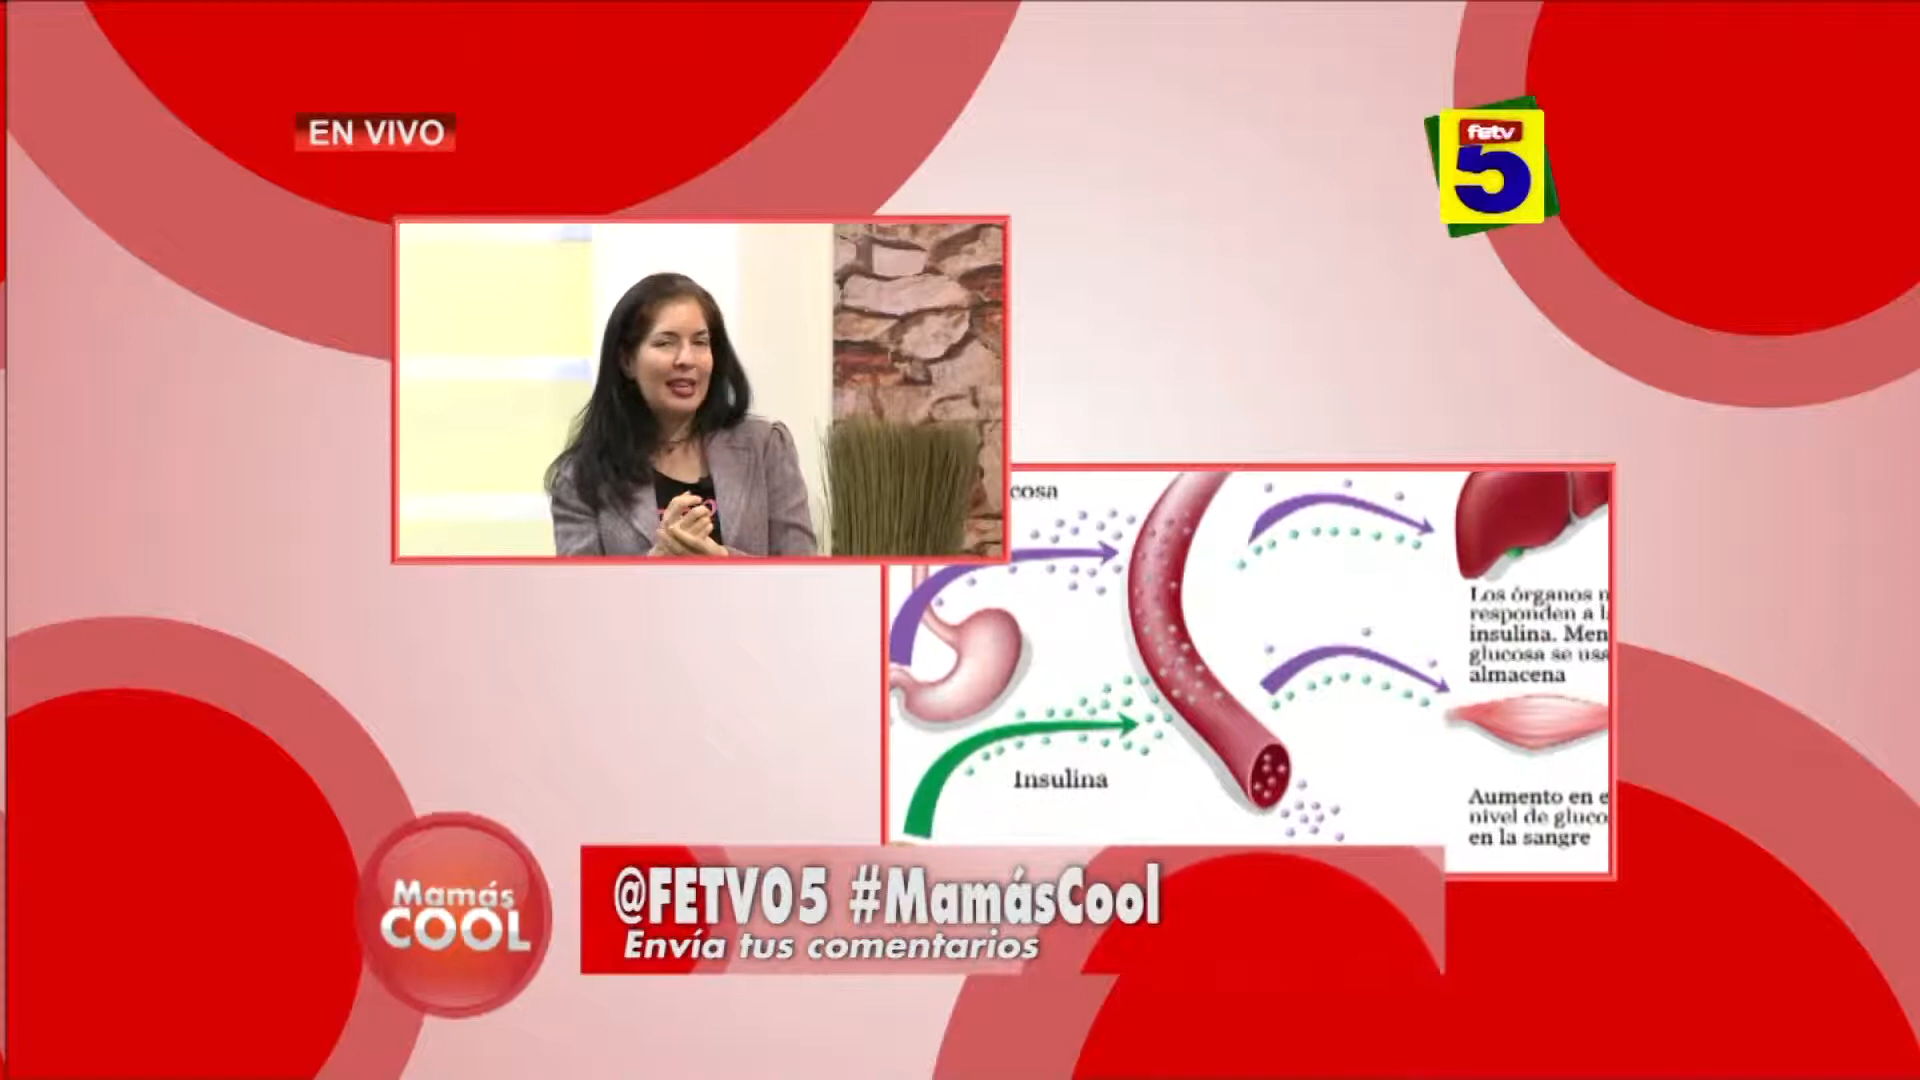 EN VIVO
fetv
5
cosa
Los órganos
responden a
insulina. Men
glucosa se usa
almacena
Insulina
Aumento en e
nivel de gluco
en la sangre
Mamás
COOL
@FETV05 #MamásCool
Envía tus comentarios